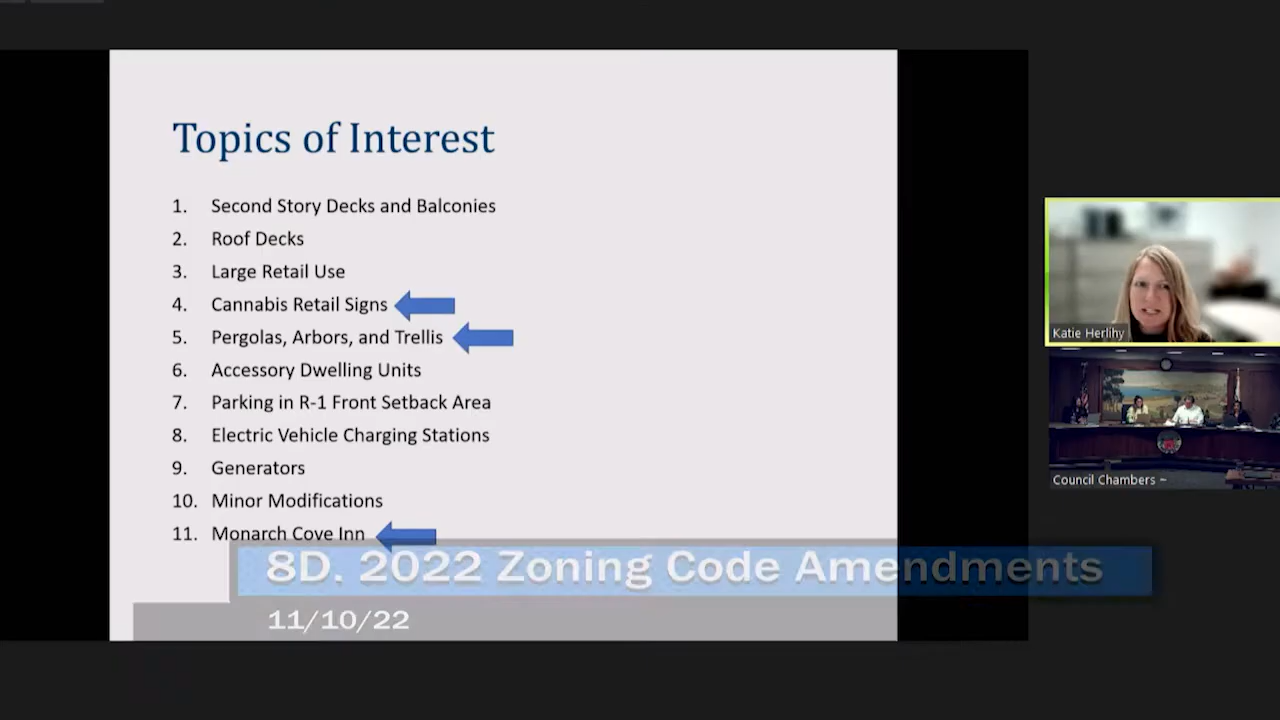 Topics of Interest
1. Second Story Decks and Balconies
2. Roof Decks
3. Large Retail Use
4. Cannabis Retail Signs
5. Pergolas, Arbors, and Trellis
6. Accessory Dwelling Units
7. Parking in R-1 Front Setback Area
8. Electric Vehicle Charging Stations
9. Generators
10. Minor Modifications
11. Monarch Cove Inn
8D. 2022 Zoning Code Amendments
11/10/22
Katie Herlihy
Council Chambers ~